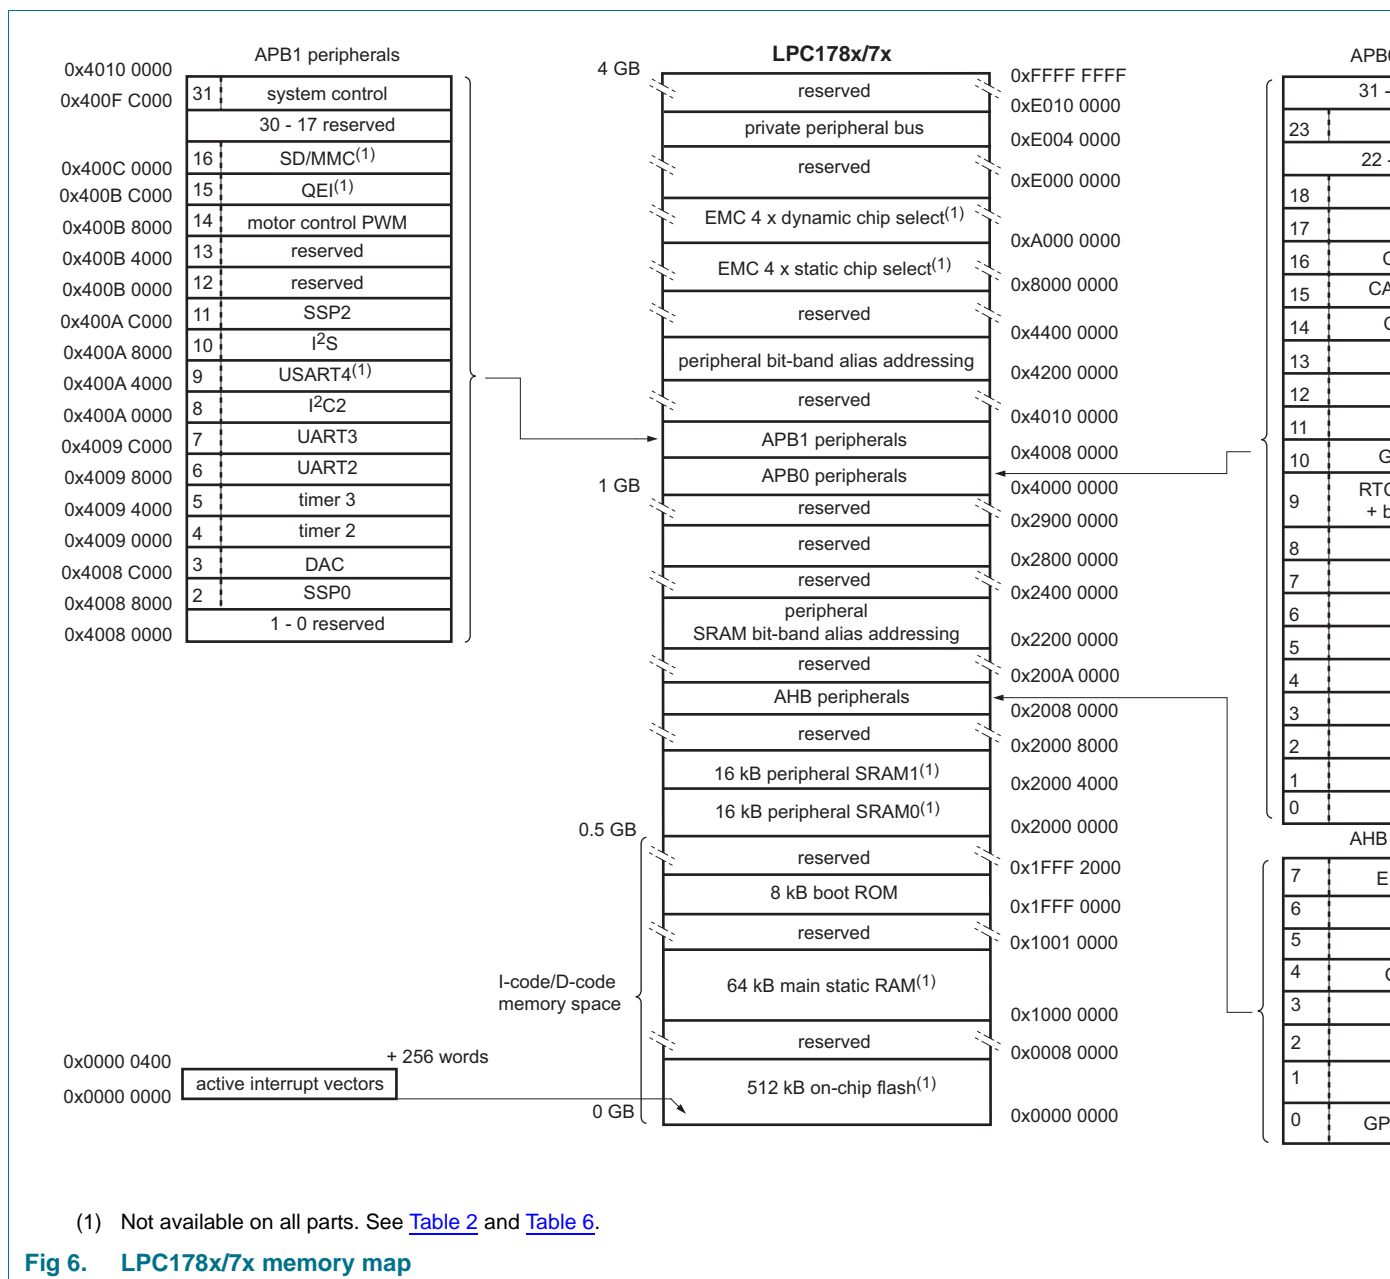 APB1 peripherals
0x4010 0000
0x400F C000
31 system control
30 - 17 reserved
0x400C 0000
16 SD/MMC(1)
0x400B C000
15 QEI(1)
0x400B 8000
14 motor control PWM
0x400B 4000
13 reserved
0x400B 0000
12 reserved
0x400A C000
11 SSP2
0x400A 8000
10 I2S
0x400A 4000
9 USART4(1)
0x400A 0000
8 I2C2
0x4009 C000
7 UART3
0x4009 8000
6 UART2
0x4009 4000
5 timer 3
0x4009 0000
4 timer 2
0x4008 C000
3 DAC
0x4008 8000
2 SSP0
0x4008 0000
1 - 0 reserved
LPC178x/7x
4 GB
0xFFFF FFFF
reserved
0xE010 0000
private peripheral bus
0xE004 0000
reserved
0xE000 0000
EMC 4 x dynamic chip select(1)
0xA000 0000
EMC 4 x static chip select(1)
0x8000 0000
reserved
0x4400 0000
peripheral bit-band alias addressing
0x4200 0000
reserved
0x4010 0000
APB1 peripherals
0x4008 0000
APB0 peripherals
1 GB
0x4000 0000
reserved
0x2900 0000
reserved
0x2800 0000
reserved
0x2400 0000
peripheral
SRAM bit-band alias addressing
0x2200 0000
reserved
0x200A 0000
AHB peripherals
0x2008 0000
reserved
0x2000 8000
16 kB peripheral SRAM1(1)
0x2000 4000
16 kB peripheral SRAM0(1)
0.5 GB
0x2000 0000
reserved
0x1FFF 2000
8 kB boot ROM
0x1FFF 0000
reserved
0x1001 0000
I-code/D-code
memory space
64 kB main static RAM(1)
0x1000 0000
reserved
0x0008 0000
512 kB on-chip flash(1)
0 GB
0x0000 0000
0x0000 0400
+ 256 words
active interrupt vectors
0x0000 0000
31 -
23
22 -
18
17
16
15
14
13
12
11
10
9
+
8
7
6
5
4
3
2
1
0
AHB
7
6
5
4
3
2
1
0
(1) Not available on all parts. See Table 2 and Table 6.
Fig 6. LPC178x/7x memory map